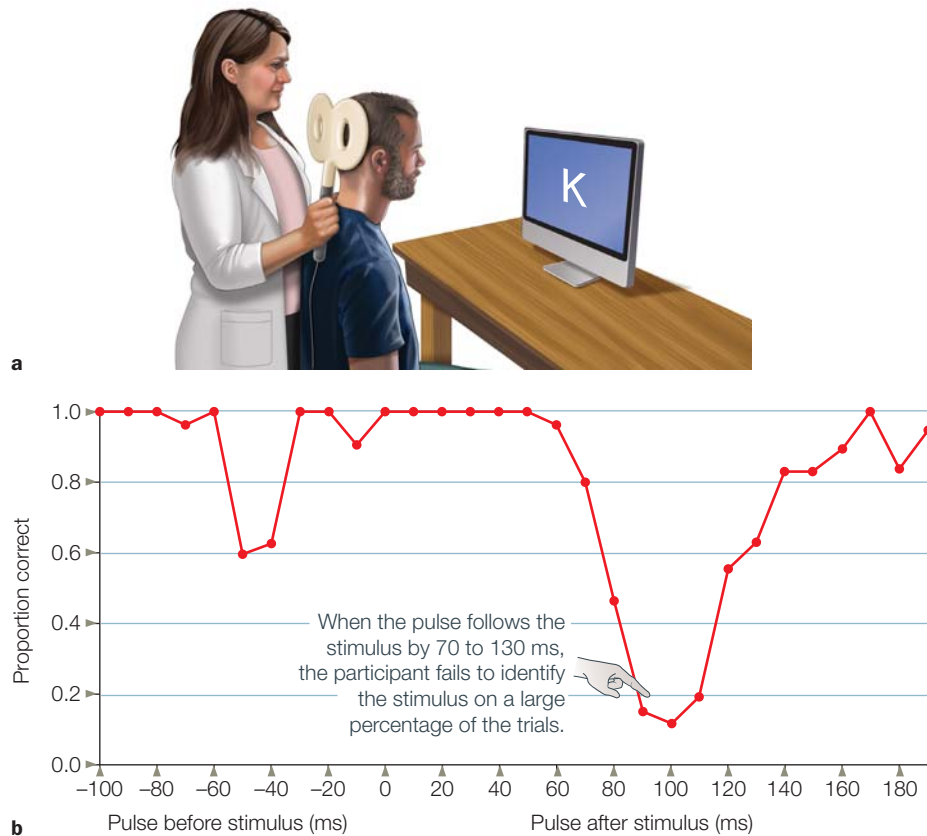 K
a
1.0
0.8
0.6
0.4
0.2
0.0
Proportion correct
When the pulse follows the
stimulus by 70 to 130 ms,
the participant fails to identify
the stimulus on a large
percentage of the trials.
–100 –80 –60 –40 –20 0 20 40 60 80 100 120 140 160 180
Pulse before stimulus (ms) Pulse after stimulus (ms)
b